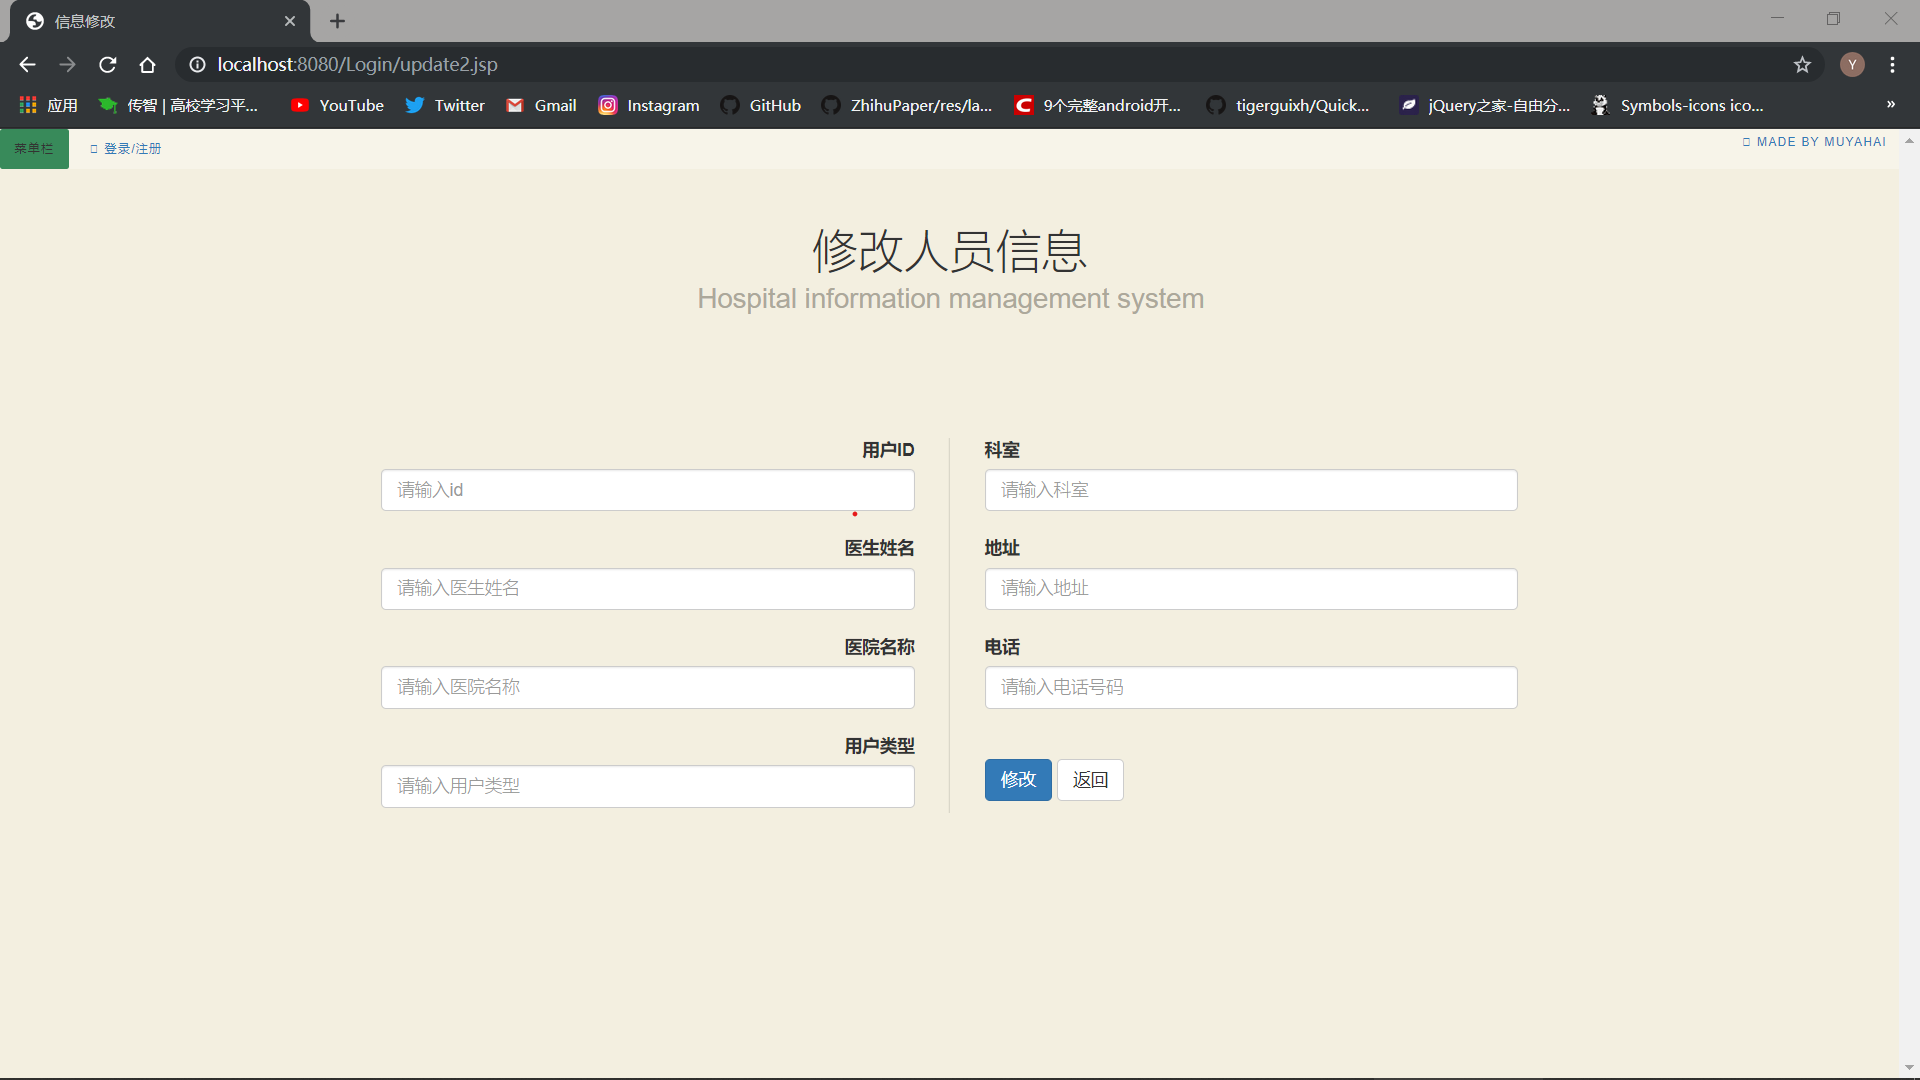 信息修改
localhost:8080/Login/update2.jsp
Y
应用
传智 | 高校学习平...
YouTube
Twitter
Gmail
Instagram
GitHub
ZhihuPaper/res/la...
9个完整android开...
tigerguixh/Quick...
jQuery之家-自由分...
Symbols-icons ico...
»
菜单栏
登录/注册
MADE BY MUYAHAI
修改人员信息
Hospital information management system
用户ID
请输入id
医生姓名
请输入医生姓名
医院名称
请输入医院名称
用户类型
请输入用户类型
科室
请输入科室
地址
请输入地址
电话
请输入电话号码
修改
返回